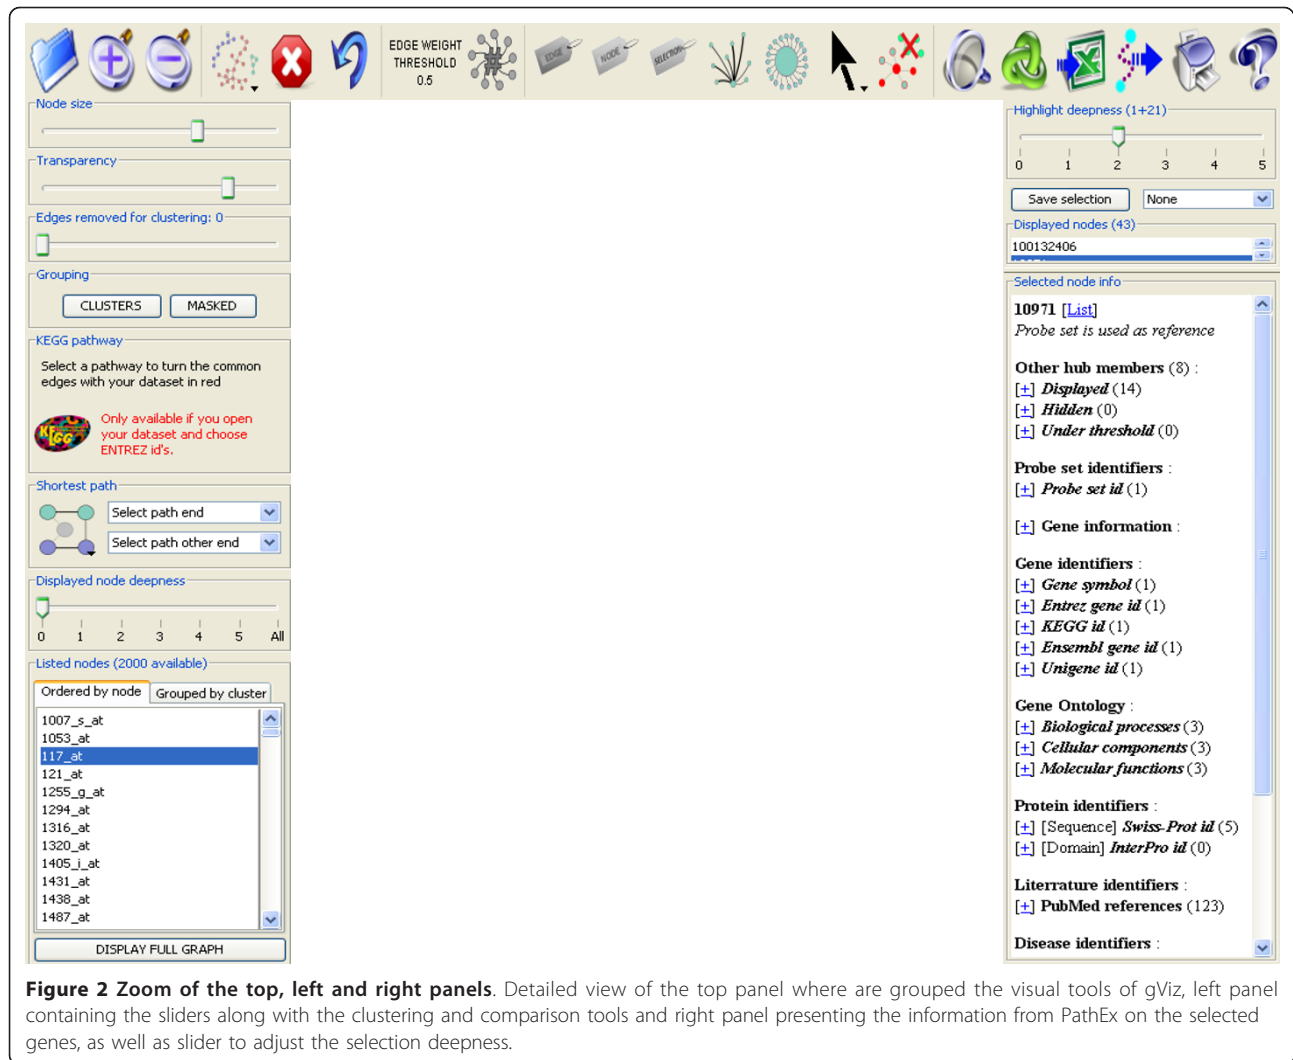 EDGE WEIGHT
THRESHOLD
0.5
EDGE
NODE
SELECTION
Node size
Transparency
Edges removed for clustering: 0
Grouping
CLUSTERS MASKED
KEGG pathway
Select a pathway to turn the common
edges with your dataset in red
KEGG
Only available if you open
your dataset and choose
ENTREZ id's.
Shortest path
Select path end
Select path other end
Displayed node deepness
0 1 2 3 4 5 All
Listed nodes (2000 available)
Ordered by node Grouped by cluster
1007_s_at
1053_at
117_at
121_at
1255_g_at
1294_at
1316_at
1320_at
1405_i_at
1431_at
1438_at
1487_at
DISPLAY FULL GRAPH
Highlight deepness (1+21)
0 1 2 3 4 5
Save selection None
Displayed nodes (43)
100132406
Selected node info
10971 [List]
Probe set is used as reference
Other hub members (8) :
[+] Displayed (14)
[+] Hidden (0)
[+] Under threshold (0)
Probe set identifiers :
[+] Probe set id (1)
[+] Gene information :
Gene identifiers :
[+] Gene symbol (1)
[+] Entrez gene id (1)
[+] KEGG id (1)
[+] Ensembl gene id (1)
[+] Unigene id (1)
Gene Ontology :
[+] Biological processes (3)
[+] Cellular components (3)
[+] Molecular functions (3)
Protein identifiers :
[+] [Sequence] Swiss-Prot id (5)
[+] [Domain] InterPro id (0)
Literrature identifiers :
[+] PubMed references (123)
Disease identifiers :
Figure 2 Zoom of the top, left and right panels. Detailed view of the top panel where are grouped the visual tools of gViz, left panel
containing the sliders along with the clustering and comparison tools and right panel presenting the information from PathEx on the selected
genes, as well as slider to adjust the selection deepness.